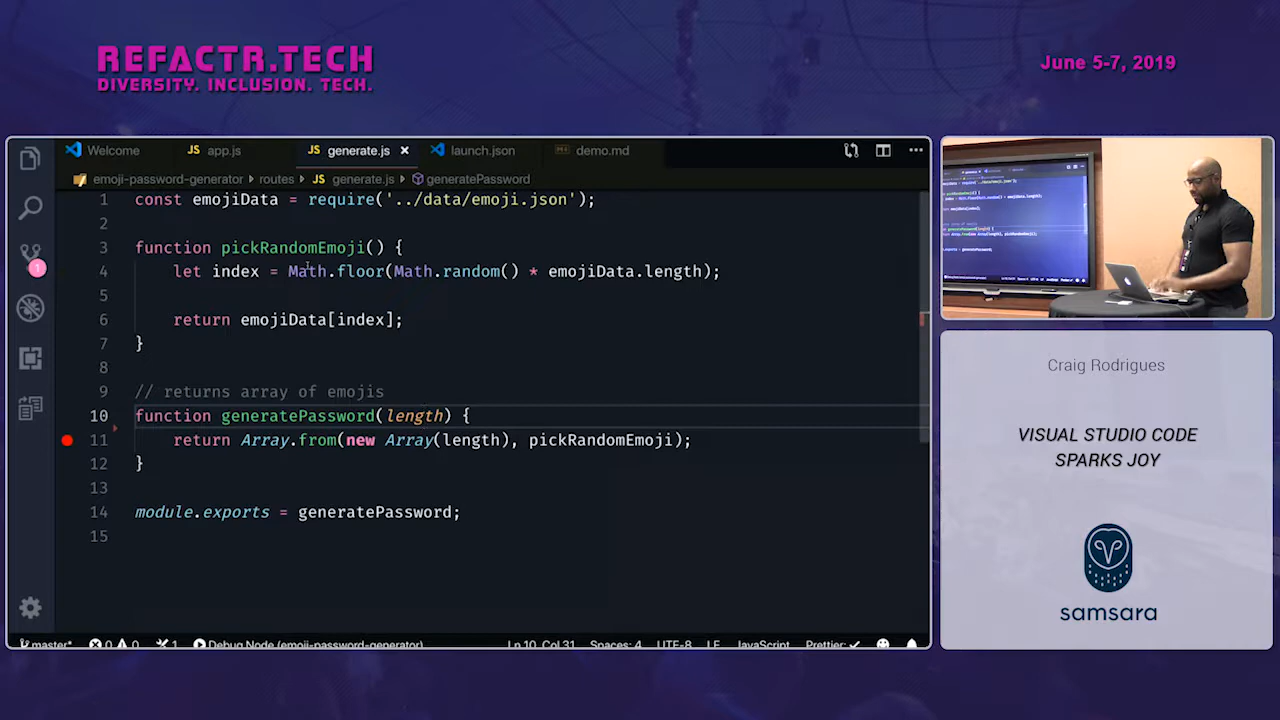 REFACTR.TECH
DIVERSITY. INCLUSION. TECH.
June 5-7, 2019
Welcome
JS app.js
JS generate.js ×
launch.json
demo.md
emoji-password-generator › routes › JS generate.js › generatePassword
1 const emojiData = require('../data/emoji.json');
2
3 function pickRandomEmoji() {
4 let index = Math.floor(Math.random() * emojiData.length);
5
6 return emojiData[index];
7 }
8
9 // returns array of emojis
10 function generatePassword(length) {
11 return Array.from(new Array(length), pickRandomEmoji);
12 }
13
14 module.exports = generatePassword;
15
1
master* 0 0 1 Debug Node (emoji-password-generator) Ln 10, Col 31 Spaces: 4 UTF-8 LF JavaScript Prettier: ✓
Craig Rodrigues
VISUAL STUDIO CODE
SPARKS JOY
samsara